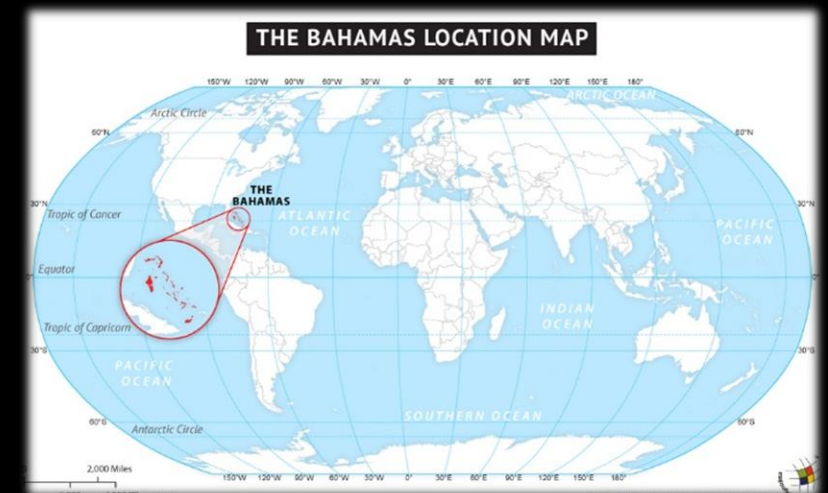 THE BAHAMAS LOCATION MAP
150°W 120°W 90°W 60°W 30°W 0° 30°E 60°E 90°E 120°E 150°E 180°
ARCTIC OCEAN
Arctic Circle
60°N 60°N
THE
BAHAMAS
30°N 30°N
Tropic of Cancer
ATLANTIC
OCEAN
PACIFIC
OCEAN
Equator
0° 0°
INDIAN
OCEAN
Tropic of Capricorn
30°S 30°S
PACIFIC
OCEAN
SOUTHERN OCEAN
60°S 60°S
Antarctic Circle
2,000 Miles
150°W 120°W 90°W 60°W 30°W 0° 30°E 60°E 90°E 120°E 150°E 180°